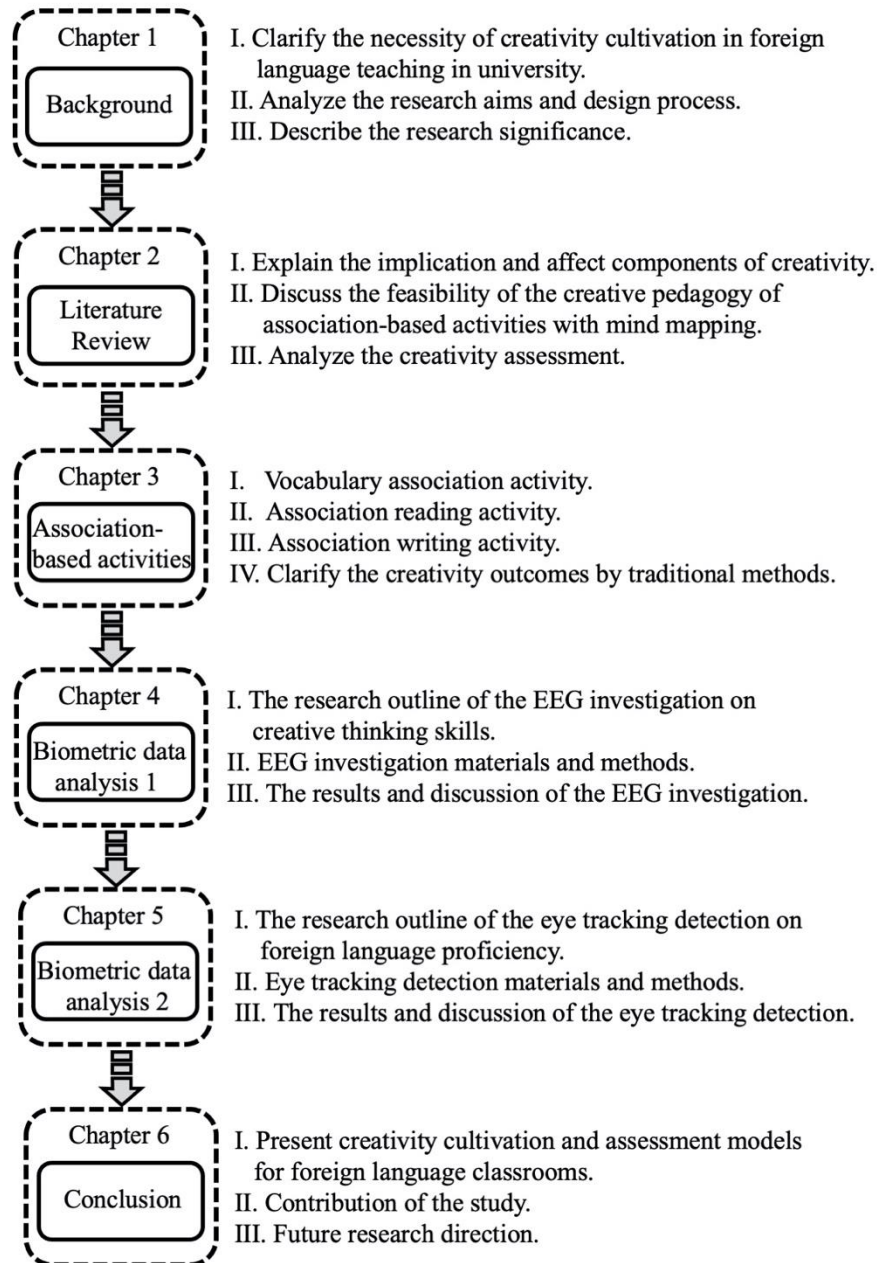 Chapter 1
Background
I. Clarify the necessity of creativity cultivation in foreign
language teaching in university.
II. Analyze the research aims and design process.
III. Describe the research significance.
Chapter 2
Literature
Review
I. Explain the implication and affect components of creativity.
II. Discuss the feasibility of the creative pedagogy of
association-based activities with mind mapping.
III. Analyze the creativity assessment.
Chapter 3
Association-
based activities
I. Vocabulary association activity.
II. Association reading activity.
III. Association writing activity.
IV. Clarify the creativity outcomes by traditional methods.
Chapter 4
Biometric data
analysis 1
I. The research outline of the EEG investigation on
creative thinking skills.
II. EEG investigation materials and methods.
III. The results and discussion of the EEG investigation.
Chapter 5
Biometric data
analysis 2
I. The research outline of the eye tracking detection on
foreign language proficiency.
II. Eye tracking detection materials and methods.
III. The results and discussion of the eye tracking detection.
Chapter 6
Conclusion
I. Present creativity cultivation and assessment models
for foreign language classrooms.
II. Contribution of the study.
III. Future research direction.